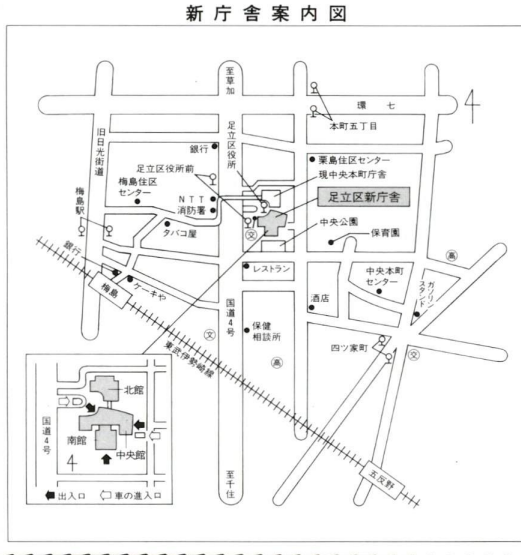 新庁舎案内図
至草加
環七
本町五丁目
旧日光街道
足立区役所
銀行
栗島住区センター
足立区役所前
現中央本町庁舎
梅島住区
センター
NTT
消防署
足立区新庁舎
梅島駅
タバコ屋
文
中央公園
保育園
高
銀行
レストラン
中央本町
センター
ガソリン
スタンド
ケーキや
梅島
国道4号
酒店
文
保健
相談所
四ツ家町
東武伊勢崎線
高
文
北館
国道4号
南館
中央館
4
4
至千住
五反野
出入口
車の進入口